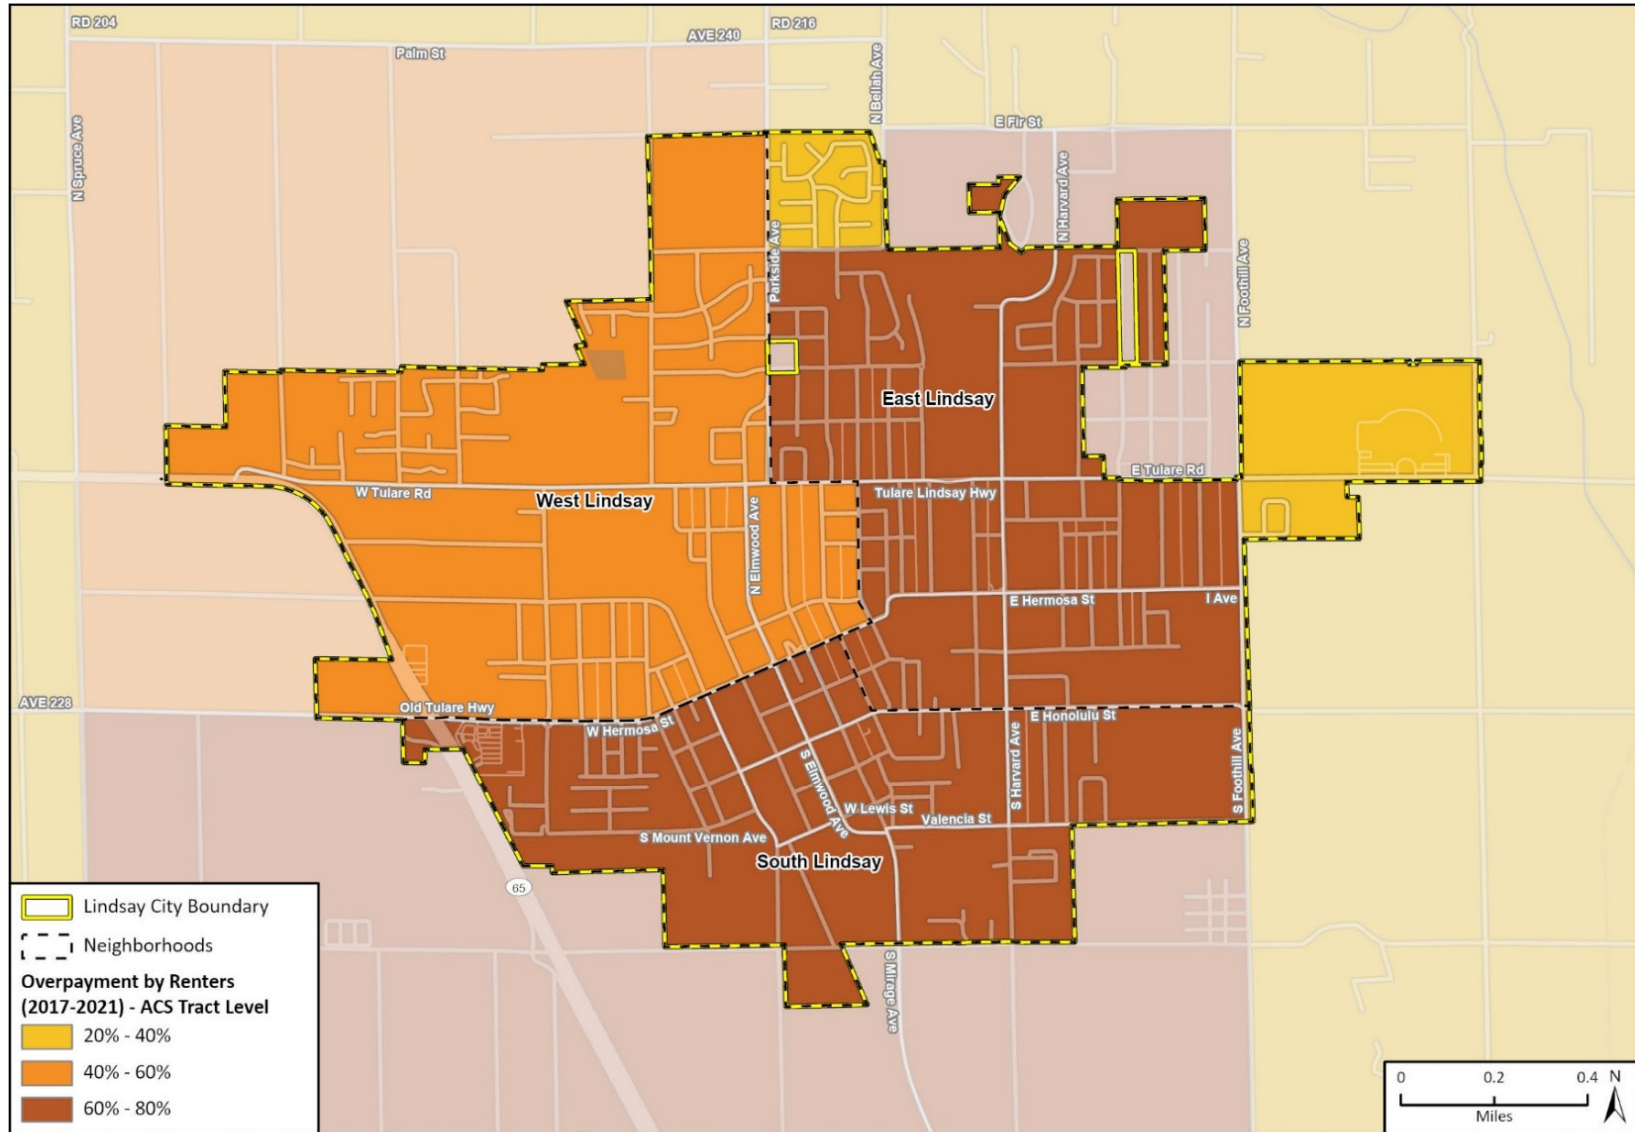 RD 204
RD 216
AVE 240
Palm St
N Bellah Ave
E Fir St
N Spruce Ave
N Harvard Ave
Parkside Ave
N Foothill Ave
East Lindsay
E Tulare Rd
W Tulare Rd
West Lindsay
Tulare Lindsay Hwy
N Elmwood Ave
E Hermosa St
I Ave
AVE 228
Old Tulare Hwy
W Hermosa St
E Honolulu St
S Elmwood Ave
S Harvard Ave
S Foothill Ave
W Lewis St
Valencia St
S Mount Vernon Ave
South Lindsay
65
S Mirage Ave
Lindsay City Boundary
Neighborhoods
Overpayment by Renters
(2017-2021) - ACS Tract Level
20% - 40%
40% - 60%
60% - 80%
0 0.2 0.4 N
Miles